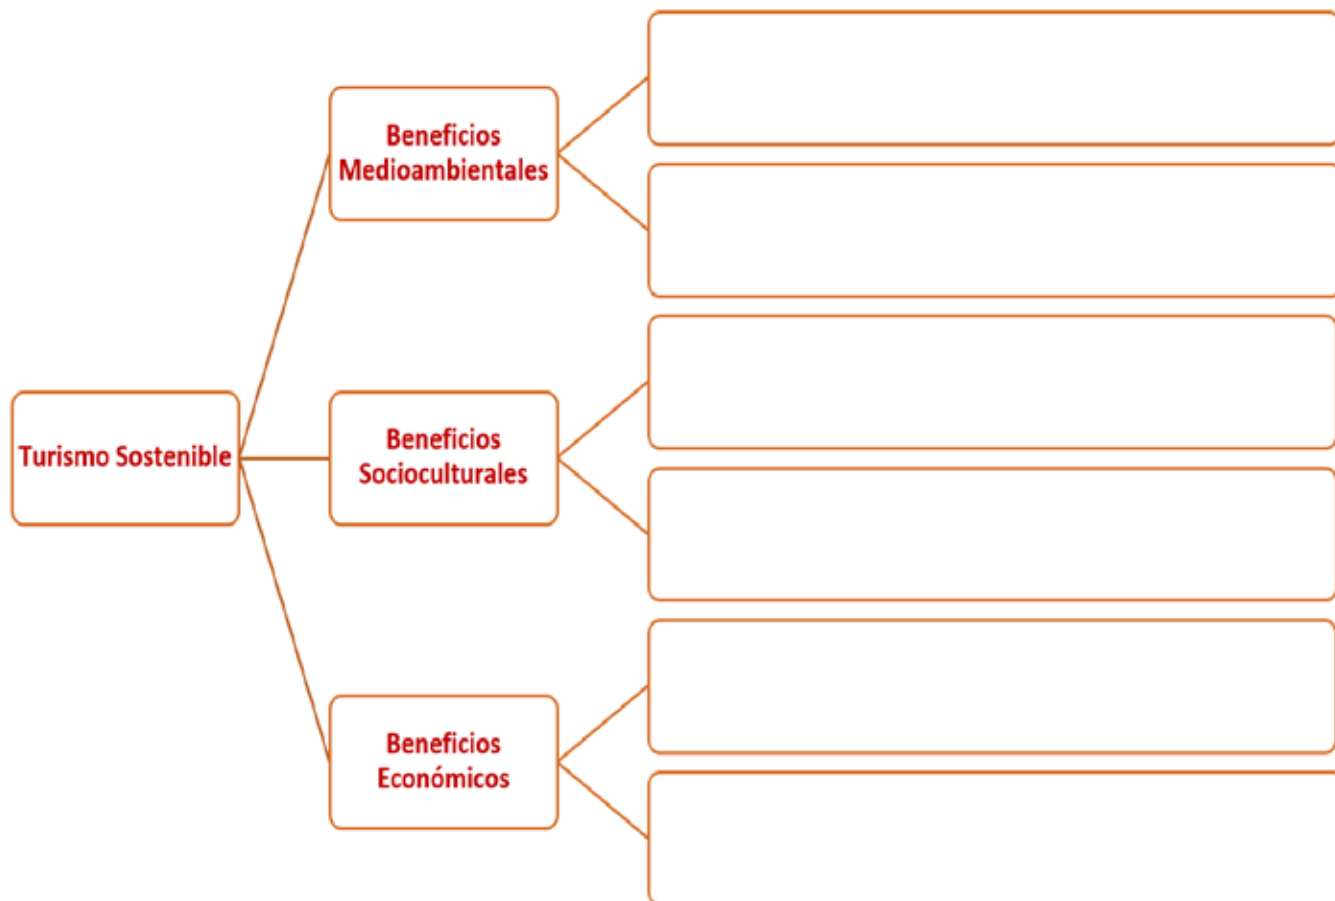 Beneficios
Medioambientales
Turismo Sostenible
Beneficios
Socioculturales
Beneficios
Económicos